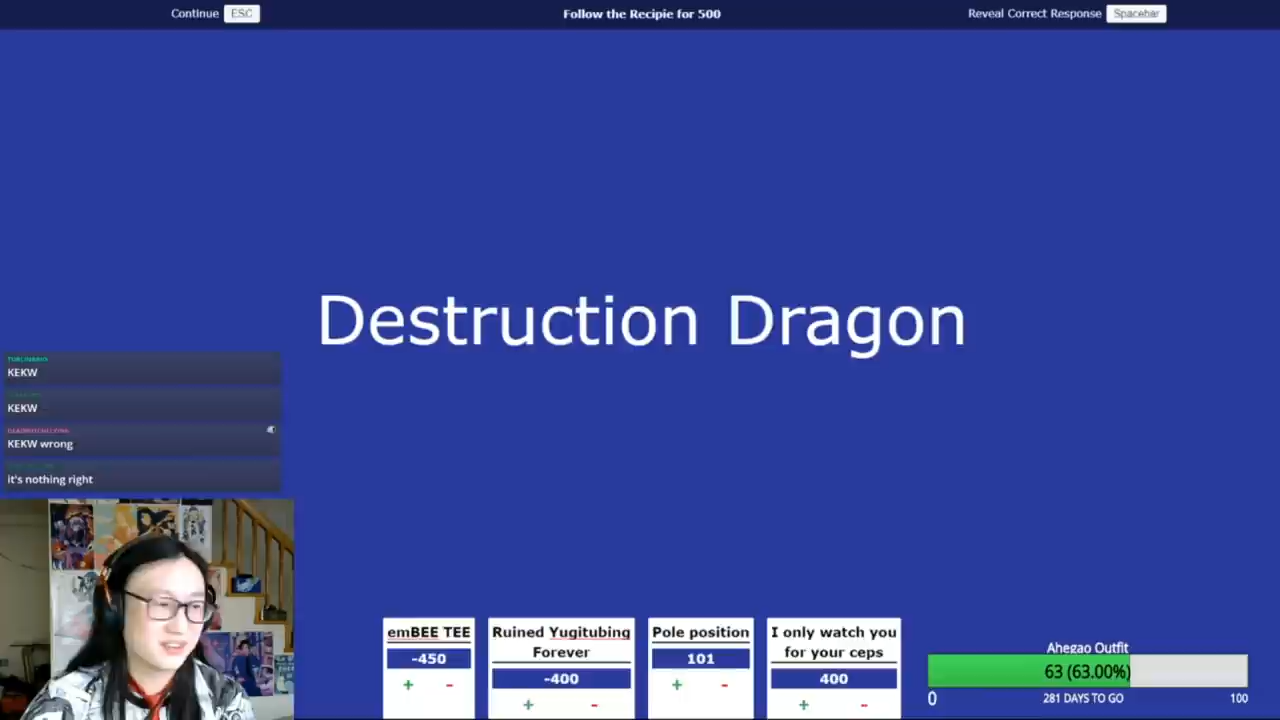 Continue ESC
Follow the Recipie for 500
Reveal Correct Response Spacebar
Destruction Dragon
KEKW
KEKW
KEKW wrong
it's nothing right
emBEE TEE
-450
+ -
Ruined Yugitubing
Forever
-400
+ -
Pole position
101
+ -
I only watch you
for your ceps
400
+ -
Ahegao Outfit
63 (63.00%)
0 281 DAYS TO GO 100